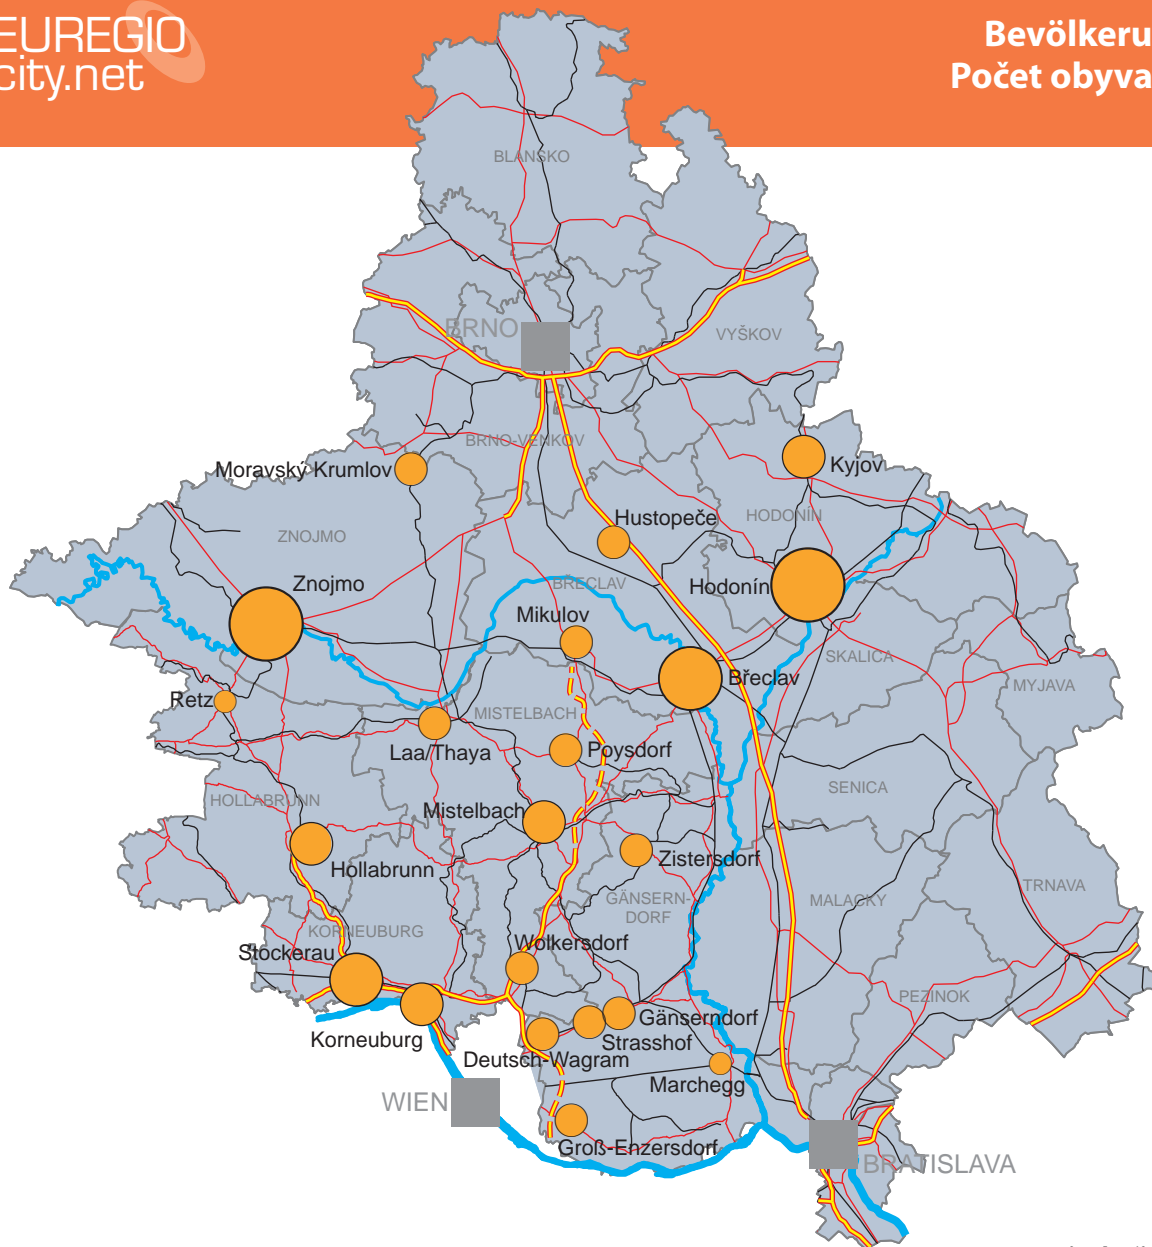 EUREGIO
city.net
Bevölkeru
Počet obyva
BLANSKO
BRNO
VYŠKOV
BRNO-VENKOV
Moravský Krumlov
Kyjov
Hustopeče
HODONÍN
ZNOJMO
Znojmo
BŘECLAV
Hodonín
Mikulov
SKALICA
Břeclav
MYJAVA
Retz
MISTELBACH
Laa/Thaya
Poysdorf
SENICA
HOLLABRUNN
Mistelbach
Zistersdorf
Hollabrunn
TRNAVA
GÄNSERN-
DORF
MALACKY
KORNEUBURG
Wolkersdorf
Stockerau
PEZINOK
Gänserndorf
Korneuburg
Strasshof
Deutsch-Wagram
Marchegg
WIEN
Groß-Enzersdorf
BRATISLAVA